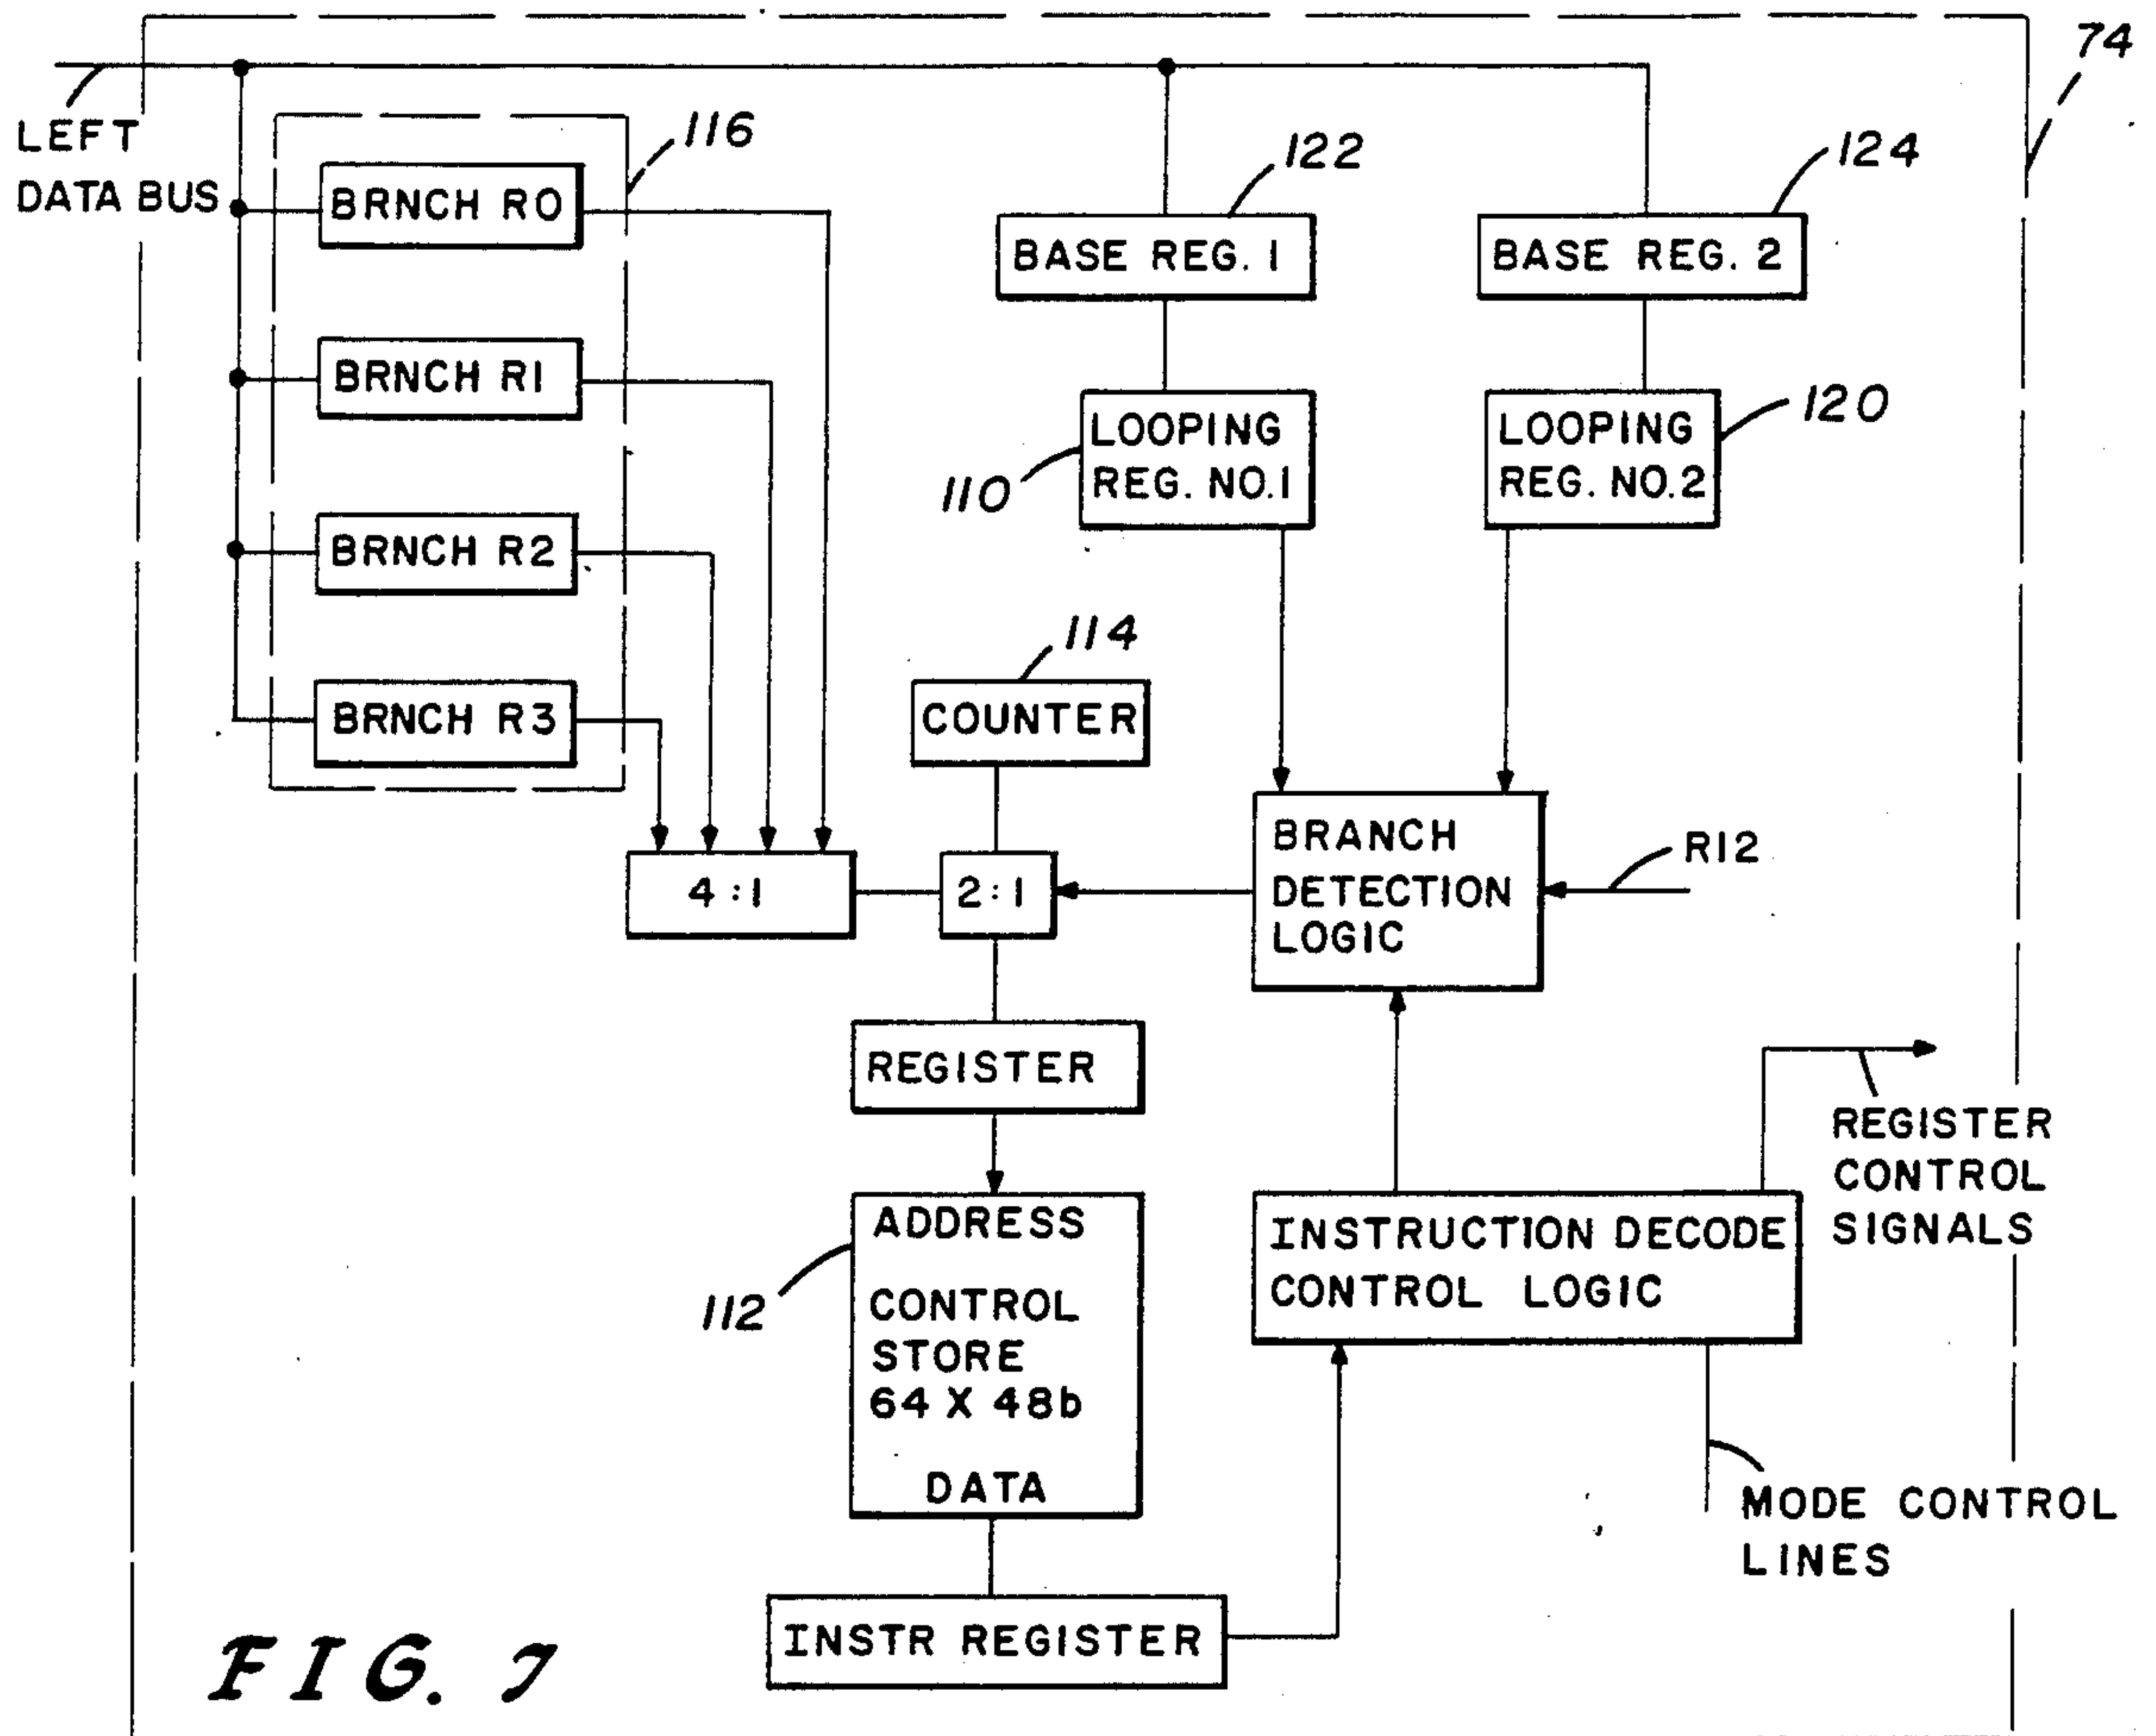 74
LEFT
DATA BUS
116
122
124
BRNCH R0
BASE REG. 1
BASE REG. 2
BRNCH R1
LOOPING
REG. NO.1
110
LOOPING
REG. NO.2
120
BRNCH R2
114
BRNCH R3
COUNTER
4:1
2:1
BRANCH
DETECTION
LOGIC
R12
REGISTER
REGISTER
CONTROL
SIGNALS
ADDRESS
CONTROL
STORE
64 X 48b
DATA
112
INSTRUCTION DECODE
CONTROL LOGIC
MODE CONTROL
LINES
INSTR REGISTER
FIG. 7